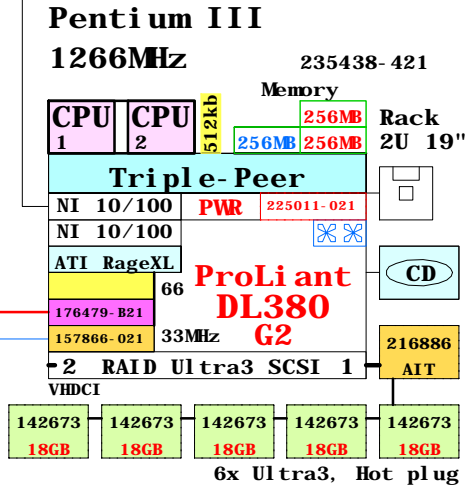 Pentium III
1266MHz
235438-421
Memory
CPU
1
CPU
2
512kb
256MB
256MB 256MB
Rack
2U 19"
Triple-Peer
NI 10/100
PWR
225011-021
NI 10/100
ATI RageXL
66
176479-B21
157866-021
33MHz
ProLiant
DL380
G2
CD
216886
AIT
2 RAID Ultra3 SCSI 1
VHDCI
142673
18GB
142673
18GB
142673
18GB
142673
18GB
142673
18GB
6x Ultra3, Hot plug